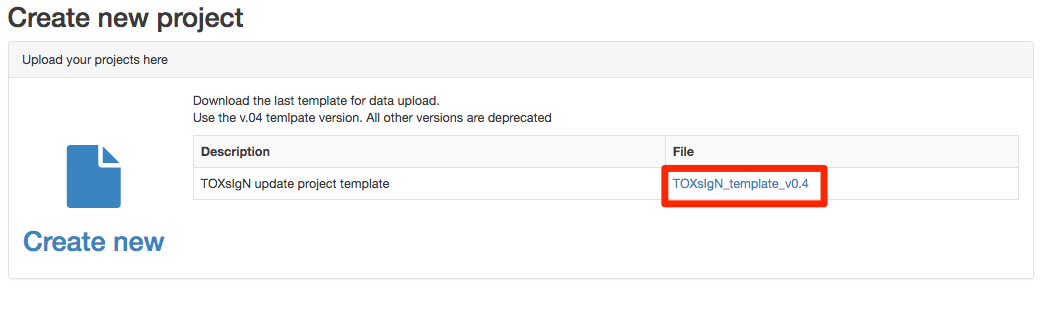 Create new project
Upload your projects here
Download the last template for data upload.
Use the v.04 temlpate version. All other versions are deprecated
Description File
TOXsIgN update project template TOXsIgN_template_v0.4
Create new